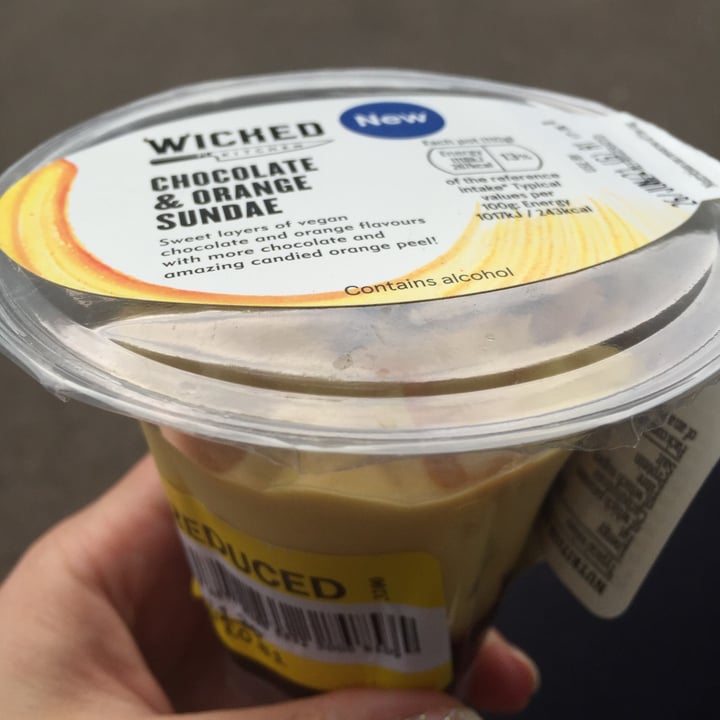 WICKED
KITCHEN
New
CHOCOLATE
& ORANGE
SUNDAE
Sweet layers of vegan
chocolate and orange flavours
with more chocolate and
amazing candied orange peel!
Contains alcohol
Each pot
Energy
13%
of the reference
intake* Typical
values per
100g: Energy
1017kJ / 243kcal
REDUCED